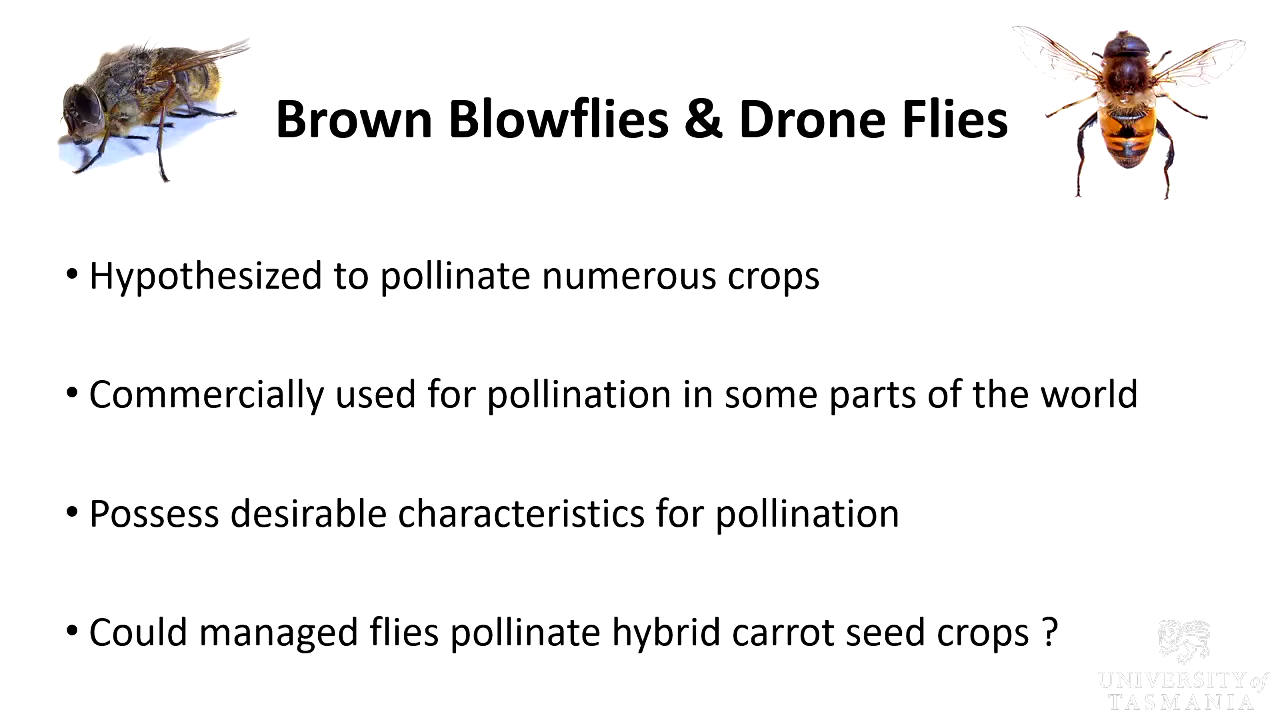 Brown Blowflies & Drone Flies
• Hypothesized to pollinate numerous crops
• Commercially used for pollination in some parts of the world
• Possess desirable characteristics for pollination
• Could managed flies pollinate hybrid carrot seed crops ?
UNIVERSITY of
TASMANIA